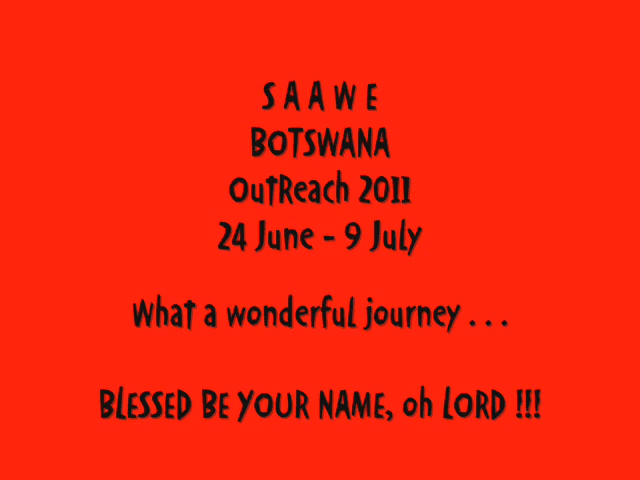 S A A W E
BOTSWANA
OutReach 2011
24 June - 9 July
What a wonderful journey . . .
BLESSED BE YOUR NAME, oh LORD !!!